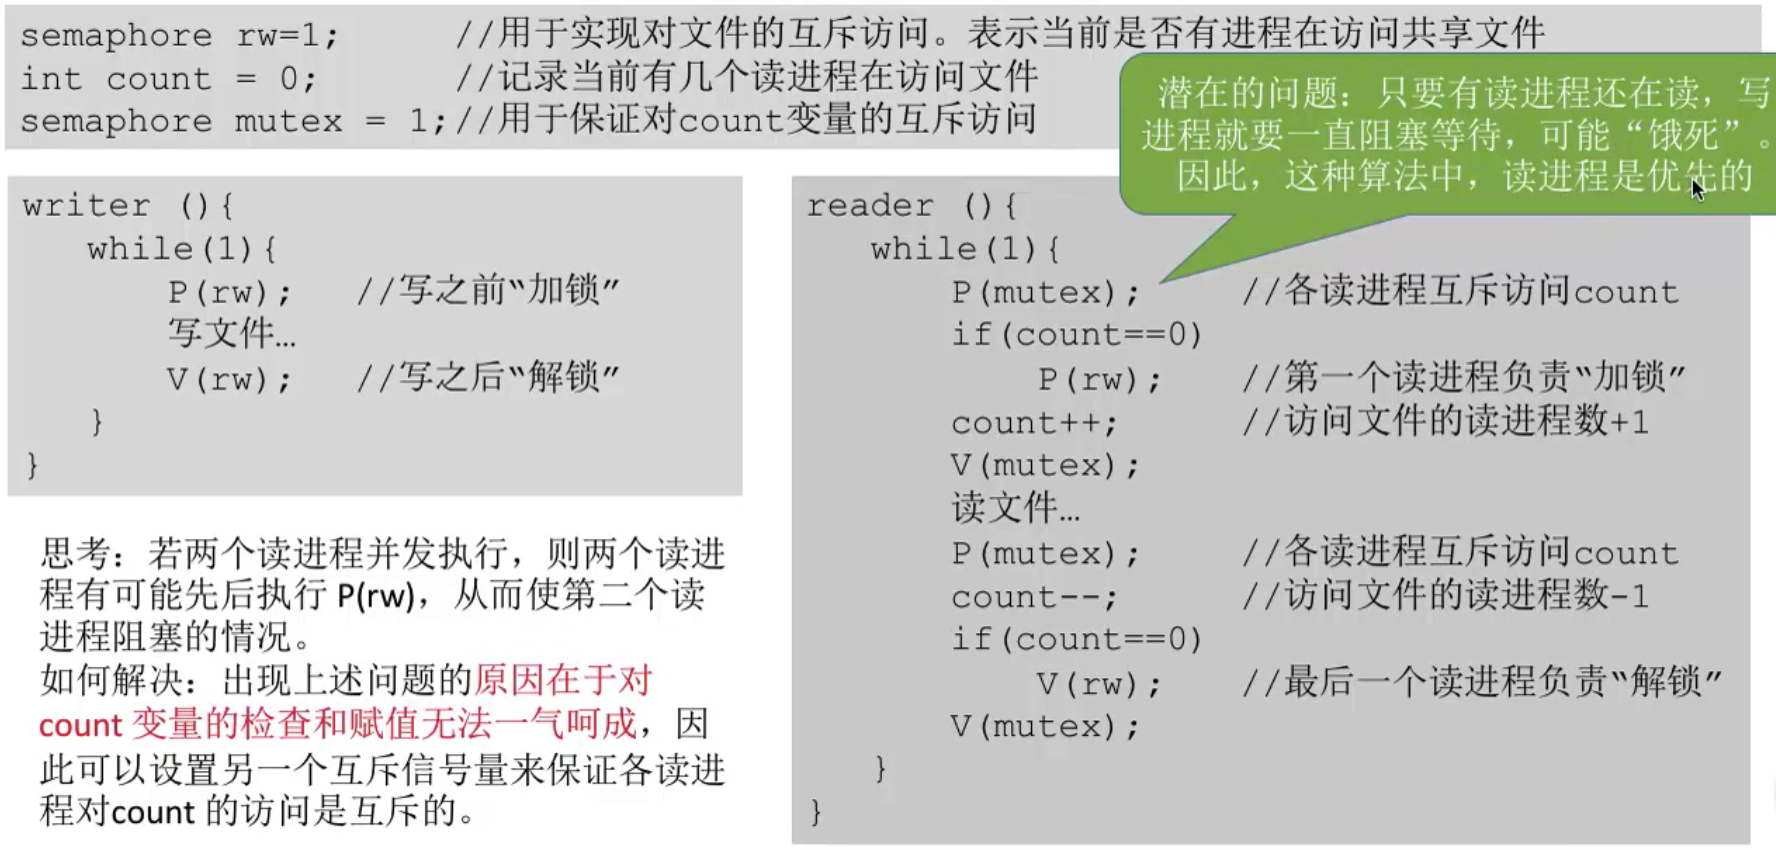 semaphore rw=1;      //用于实现对文件的互斥访问。表示当前是否有进程在访问共享文件
int count = 0;       //记录当前有几个读进程在访问文件
semaphore mutex = 1;//用于保证对count变量的互斥访问
潜在的问题：只要有读进程还在读，写
进程就要一直阻塞等待，可能“饿死”。
因此，这种算法中，读进程是优先的
writer (){
   while(1){
      P(rw);   //写之前“加锁”
      写文件…
      V(rw);   //写之后“解锁”
   }
}
思考：若两个读进程并发执行，则两个读进
程有可能先后执行 P(rw)，从而使第二个读
进程阻塞的情况。
如何解决：出现上述问题的原因在于对
count 变量的检查和赋值无法一气呵成，因
此可以设置另一个互斥信号量来保证各读进
程对count 的访问是互斥的。
reader (){
   while(1){
      P(mutex);     //各读进程互斥访问count
      if(count==0)
         P(rw);     //第一个读进程负责“加锁”
      count++;      //访问文件的读进程数+1
      V(mutex);
      读文件…
      P(mutex);     //各读进程互斥访问count
      count--;      //访问文件的读进程数-1
      if(count==0)
         V(rw);     //最后一个读进程负责“解锁”
      V(mutex);
   }
}